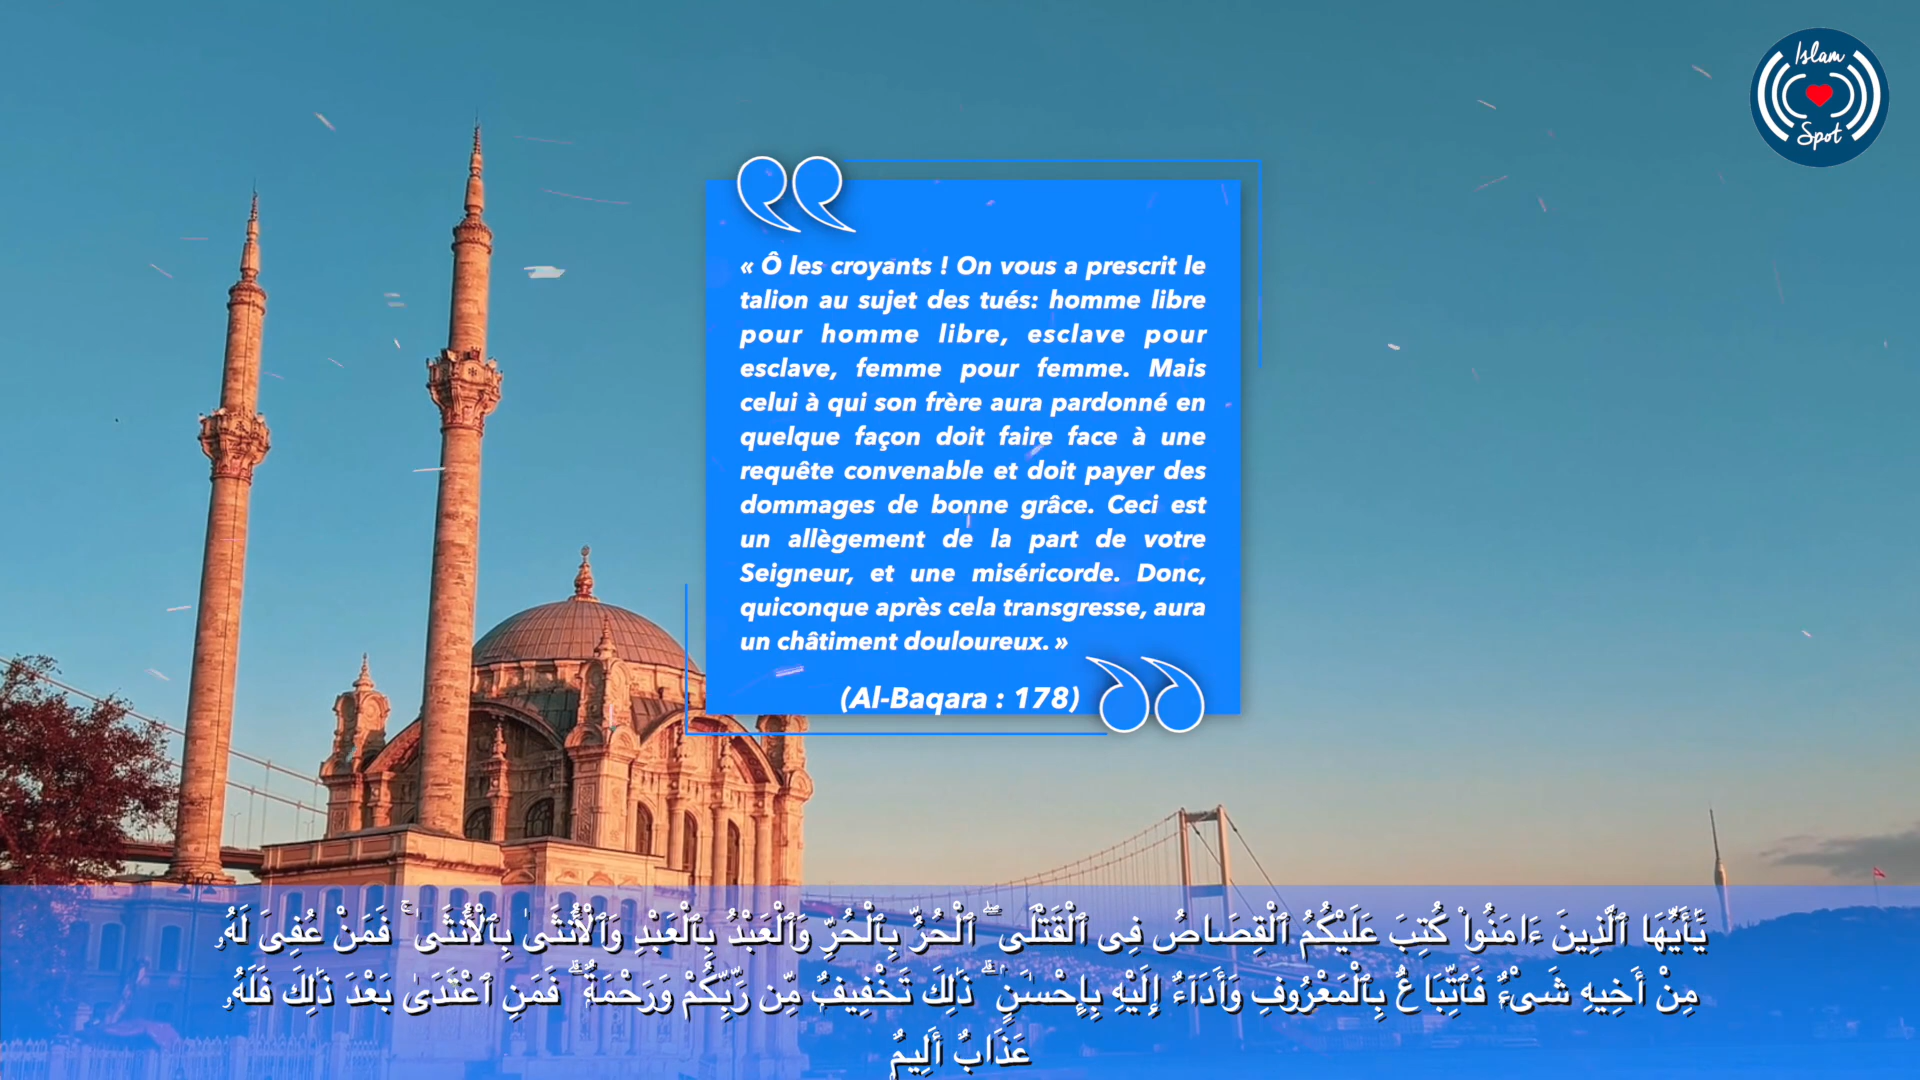 Islam
Spot
« Ô les croyants ! On vous a prescrit le
talion au sujet des tués: homme libre
pour homme libre, esclave pour
esclave, femme pour femme. Mais
celui à qui son frère aura pardonné en
quelque façon doit faire face à une
requête convenable et doit payer des
dommages de bonne grâce. Ceci est
un allègement de la part de votre
Seigneur, et une miséricorde. Donc,
quiconque après cela transgresse, aura
un châtiment douloureux. »
(Al-Baqara : 178)
يَٰٓأَيُّهَا ٱلَّذِينَ ءَامَنُوا۟ كُتِبَ عَلَيْكُمُ ٱلْقِصَاصُ فِى ٱلْقَتْلَى ۖ ٱلْحُرُّ بِٱلْحُرِّ وَٱلْعَبْدُ بِٱلْعَبْدِ وَٱلْأُنثَىٰ بِٱلْأُنثَىٰ ۚ فَمَنْ عُفِىَ لَهُۥ
مِنْ أَخِيهِ شَىْءٌ فَٱتِّبَاعٌۢ بِٱلْمَعْرُوفِ وَأَدَآءٌ إِلَيْهِ بِإِحْسَٰنٍ ۗ ذَٰلِكَ تَخْفِيفٌ مِّن رَّبِّكُمْ وَرَحْمَةٌ ۗ فَمَنِ ٱعْتَدَىٰ بَعْدَ ذَٰلِكَ فَلَهُۥ
عَذَابٌ أَلِيمٌ